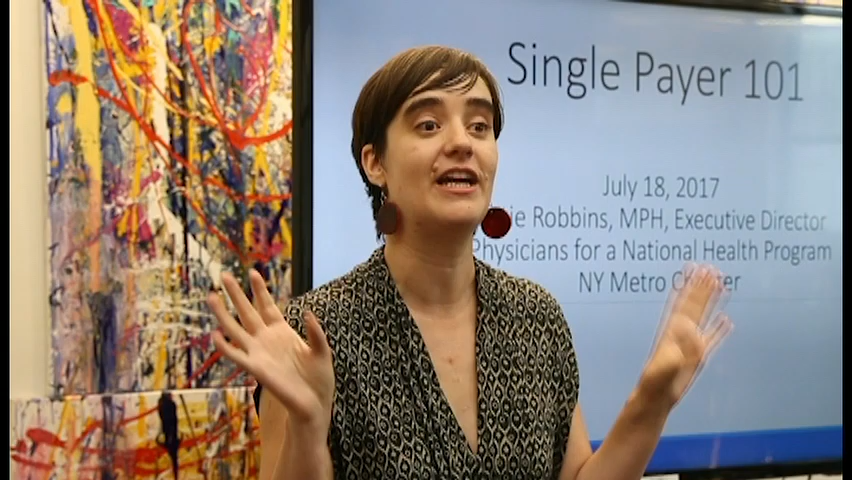 Single Payer 101
July 18, 2017
Robbins, MPH, Executive Director
Physicians for a National Health Program
NY Metro